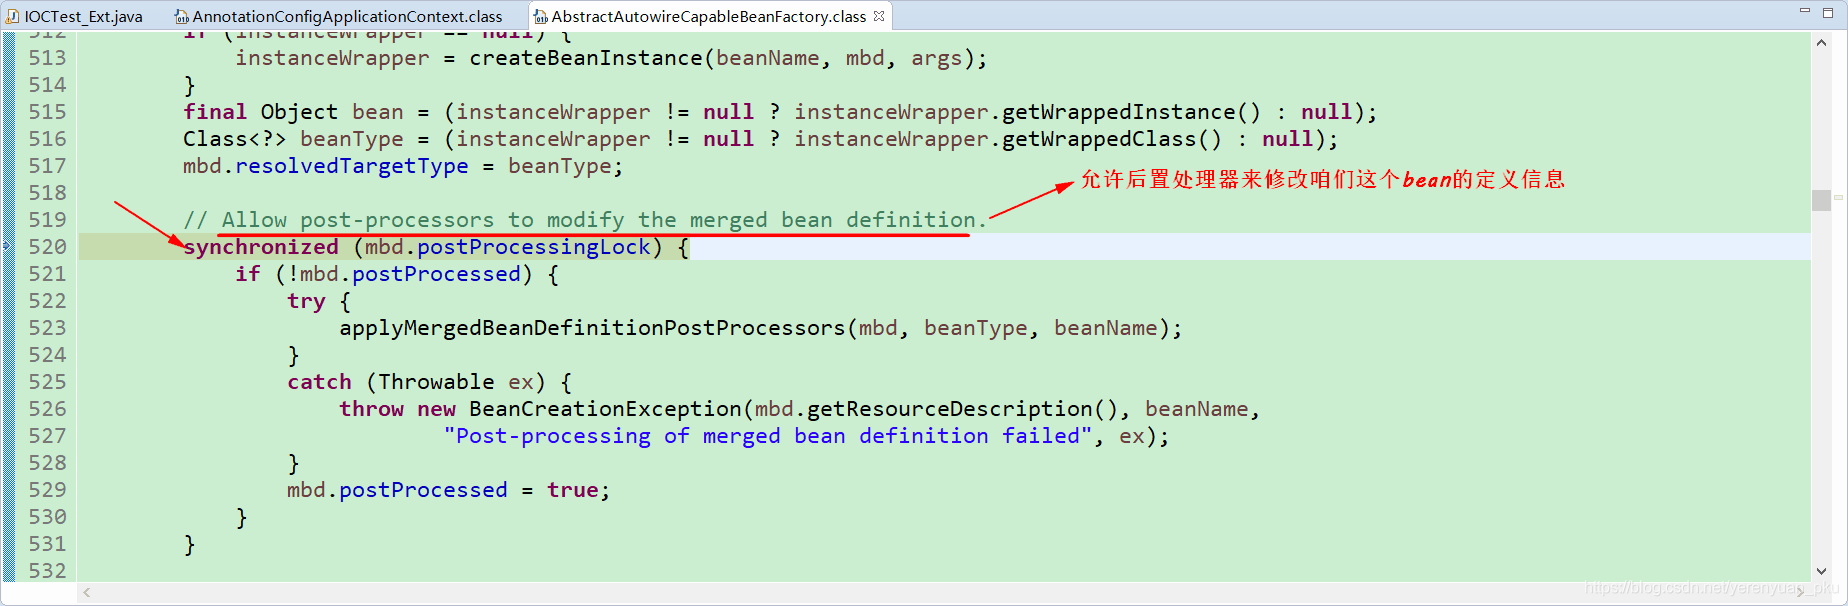 IOCTest_Ext.java AnnotationConfigApplicationContext.class AbstractAutowireCapableBeanFactory.class
512 if (instanceWrapper == null) {
513 instanceWrapper = createBeanInstance(beanName, mbd, args);
514 }
515 final Object bean = (instanceWrapper != null ? instanceWrapper.getWrappedInstance() : null);
516 Class<?> beanType = (instanceWrapper != null ? instanceWrapper.getWrappedClass() : null);
517 mbd.resolvedTargetType = beanType;
允许后置处理器来修改咱们这个bean的定义信息
518
519 // Allow post-processors to modify the merged bean definition.
520 synchronized (mbd.postProcessingLock) {
521 if (!mbd.postProcessed) {
522 try {
523 applyMergedBeanDefinitionPostProcessors(mbd, beanType, beanName);
524 }
525 catch (Throwable ex) {
526 throw new BeanCreationException(mbd.getResourceDescription(), beanName,
527 "Post-processing of merged bean definition failed", ex);
528 }
529 mbd.postProcessed = true;
530 }
531 }
532
https://blog.csdn.net/yerenyuan_pku